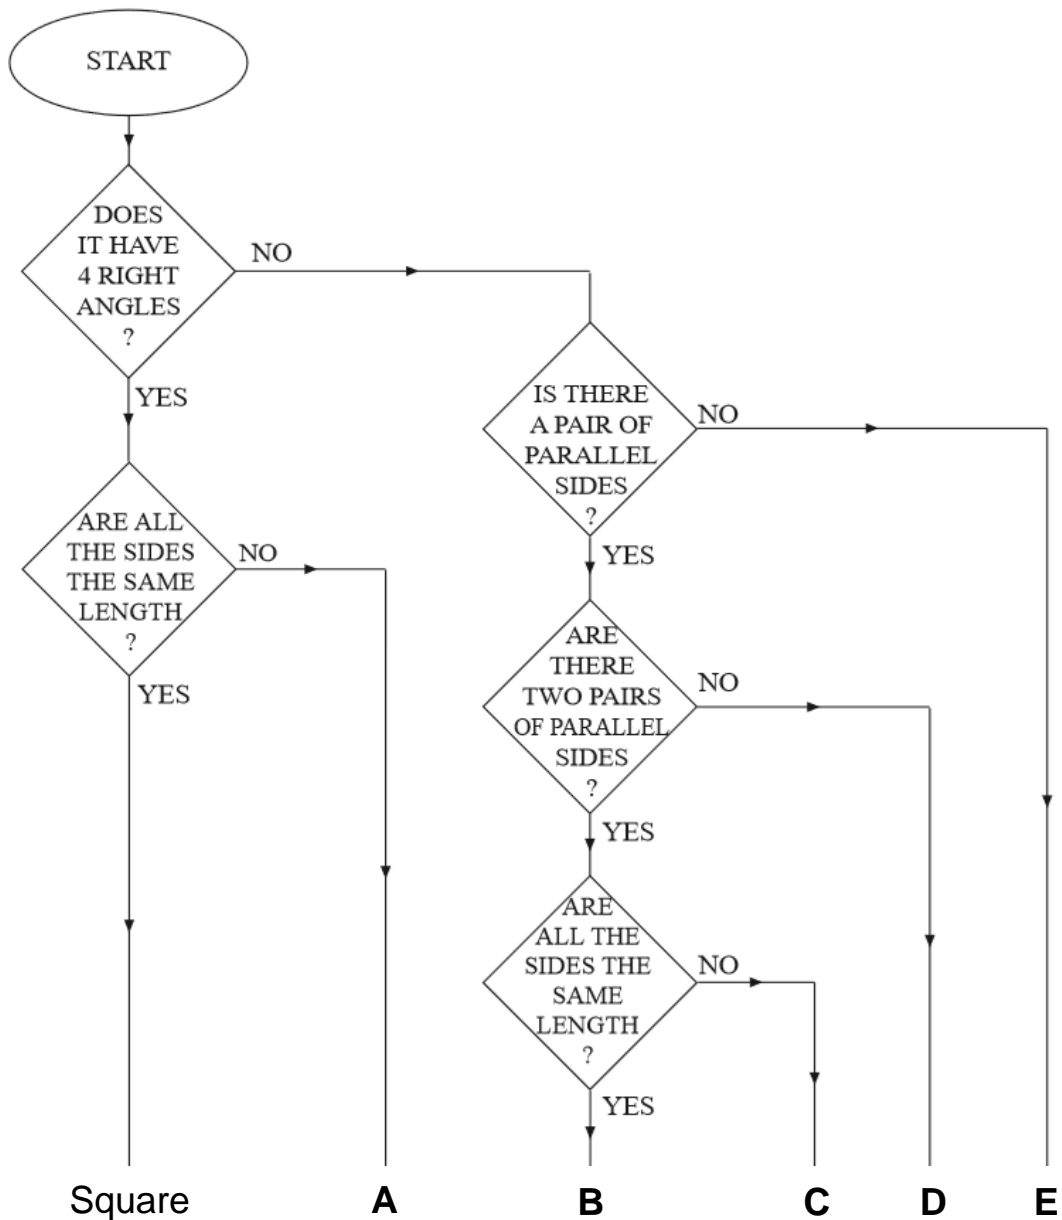 START
DOES
IT HAVE
4 RIGHT
ANGLES
?
NO
YES
IS THERE
A PAIR OF
PARALLEL
SIDES
?
NO
YES
ARE ALL
THE SIDES
THE SAME
LENGTH
?
NO
YES
ARE
THERE
TWO PAIRS
OF PARALLEL
SIDES
?
NO
YES
ARE
ALL THE
SIDES THE
SAME
LENGTH
?
NO
YES
Square A B C D E